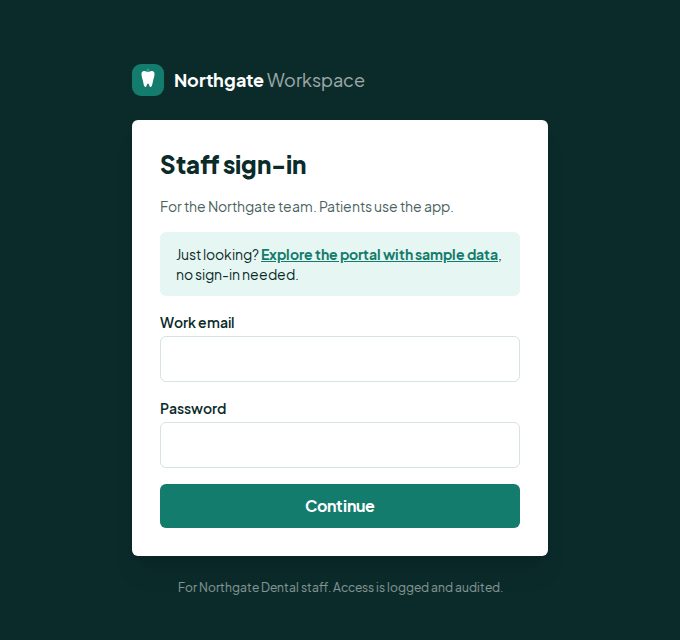 Northgate Workspace
Staff sign-in
For the Northgate team. Patients use the app.
Just looking? Explore the portal with sample data,
no sign-in needed.
Work email
Password
Continue
For Northgate Dental staff. Access is logged and audited.